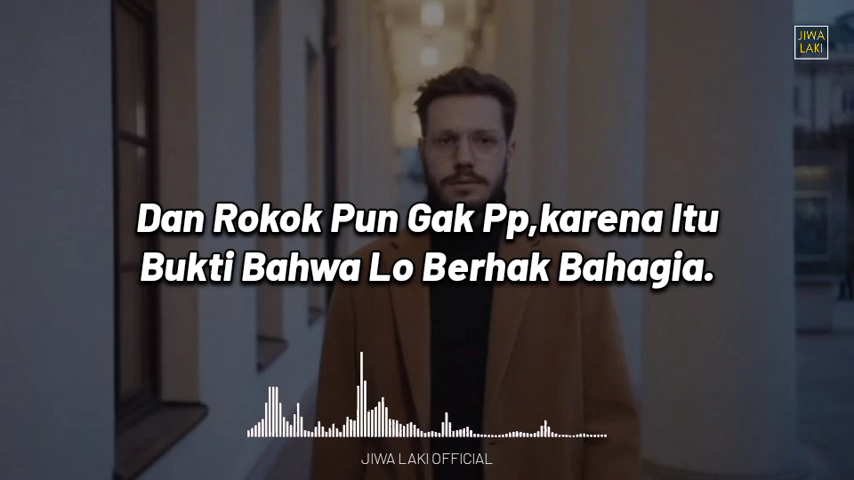 JIWA
LAKI
Dan Rokok Pun Gak Pp,karena Itu
Bukti Bahwa Lo Berhak Bahagia.
JIWA LAKI OFFICIAL